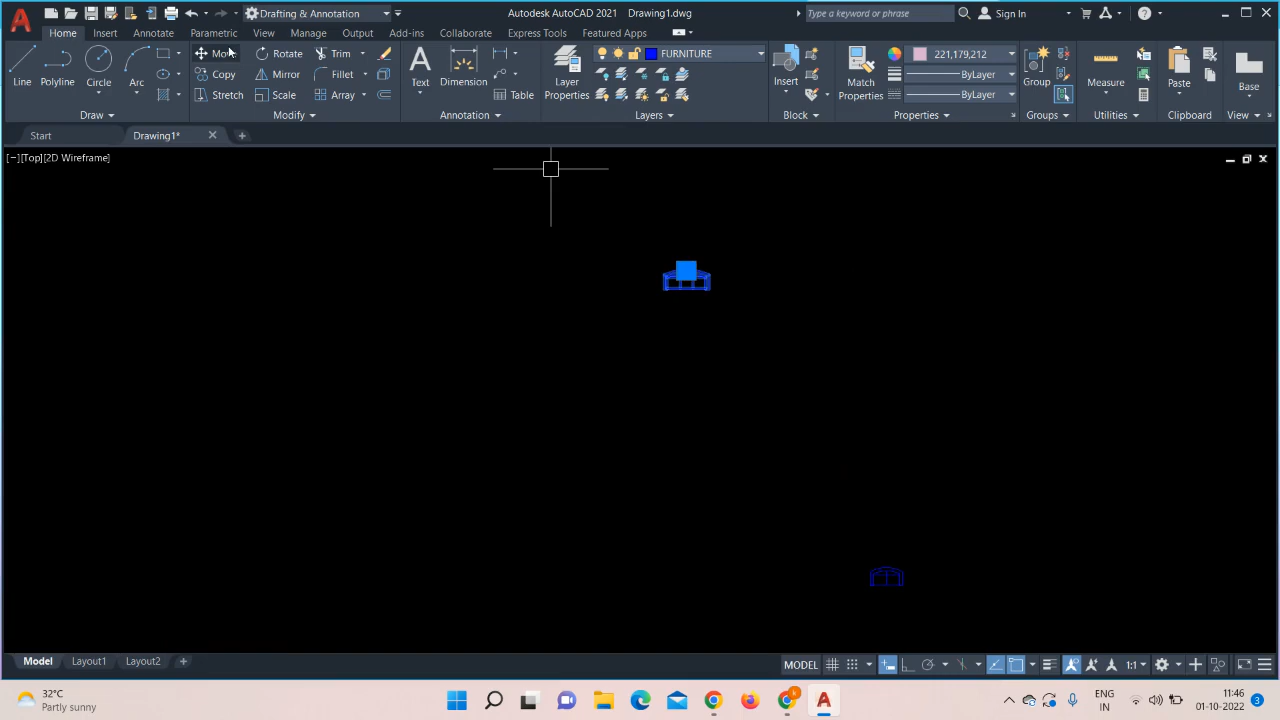 Drafting & Annotation
Autodesk AutoCAD 2021 Drawing1.dwg
Type a keyword or phrase
Sign In
Home Insert Annotate Parametric View Manage Output Add-ins Collaborate Express Tools Featured Apps
Line Polyline Circle Arc
Draw
Move Rotate Trim
Copy Mirror Fillet
Stretch Scale Array
Modify
Text Dimension Table
Annotation
Layer Properties
FURNITURE
Layers
Insert
Block
Match Properties
221,179,212
ByLayer
ByLayer
Properties
Group
Groups
Measure
Utilities
Paste
Clipboard
Base
View
Start Drawing1*
[−][Top][2D Wireframe]
Model Layout1 Layout2
MODEL
1:1
32°C
Partly sunny
ENG
IN
11:46
01-10-2022
3